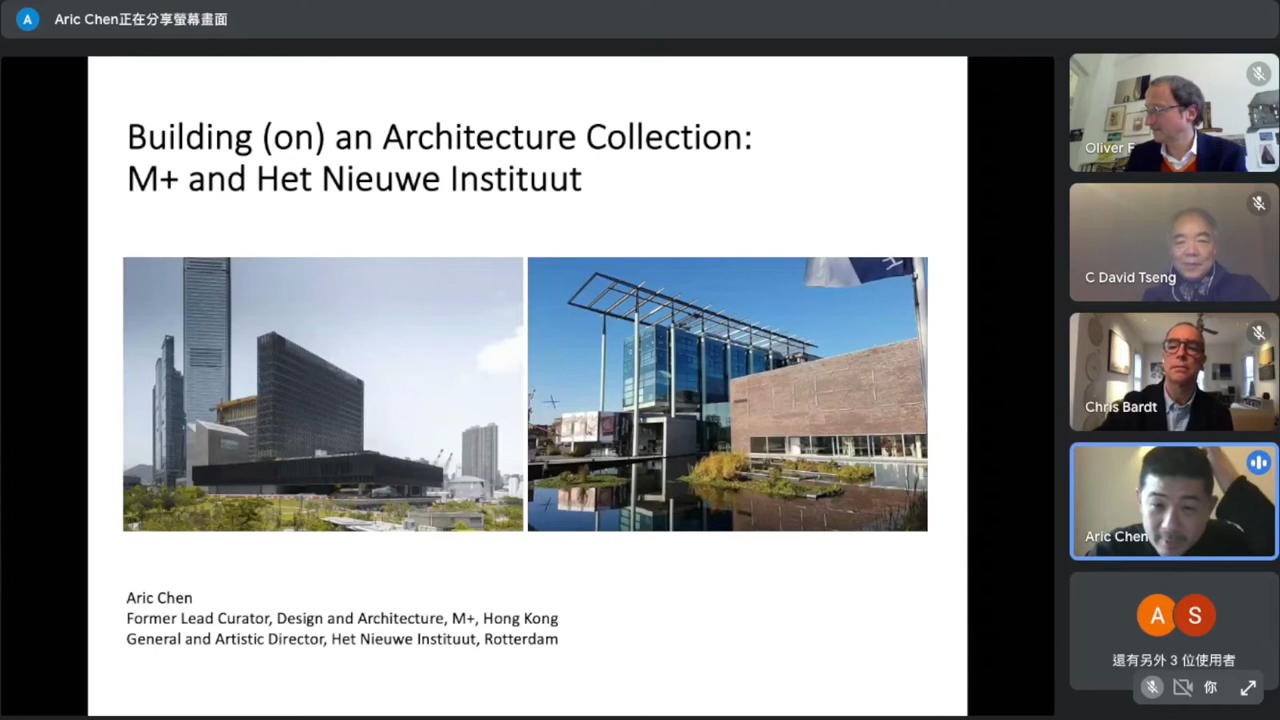 A
Aric Chen正在分享螢幕畫面
Building (on) an Architecture Collection:
M+ and Het Nieuwe Instituut
Aric Chen
Former Lead Curator, Design and Architecture, M+, Hong Kong
General and Artistic Director, Het Nieuwe Instituut, Rotterdam
Oliver F
C David Tseng
Chris Bardt
Aric Chen
A
S
還有另外 3 位使用者
你